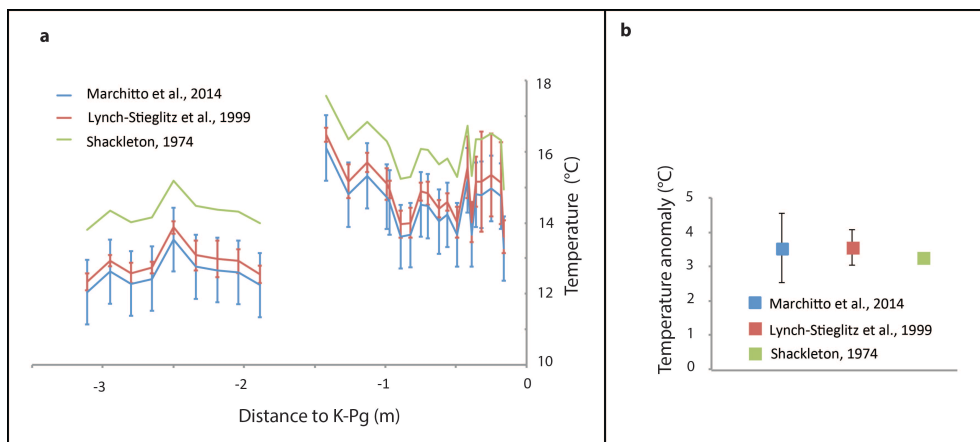 a
Marchitto et al., 2014
Lynch-Stieglitz et al., 1999
Shackleton, 1974
18
16
14
12
10
Temperature (°C)
-3
-2
-1
0
Distance to K-Pg (m)
b
Temperature anomaly (°C)
5
4
3
2
1
0
Marchitto et al., 2014
Lynch-Stieglitz et al., 1999
Shackleton, 1974